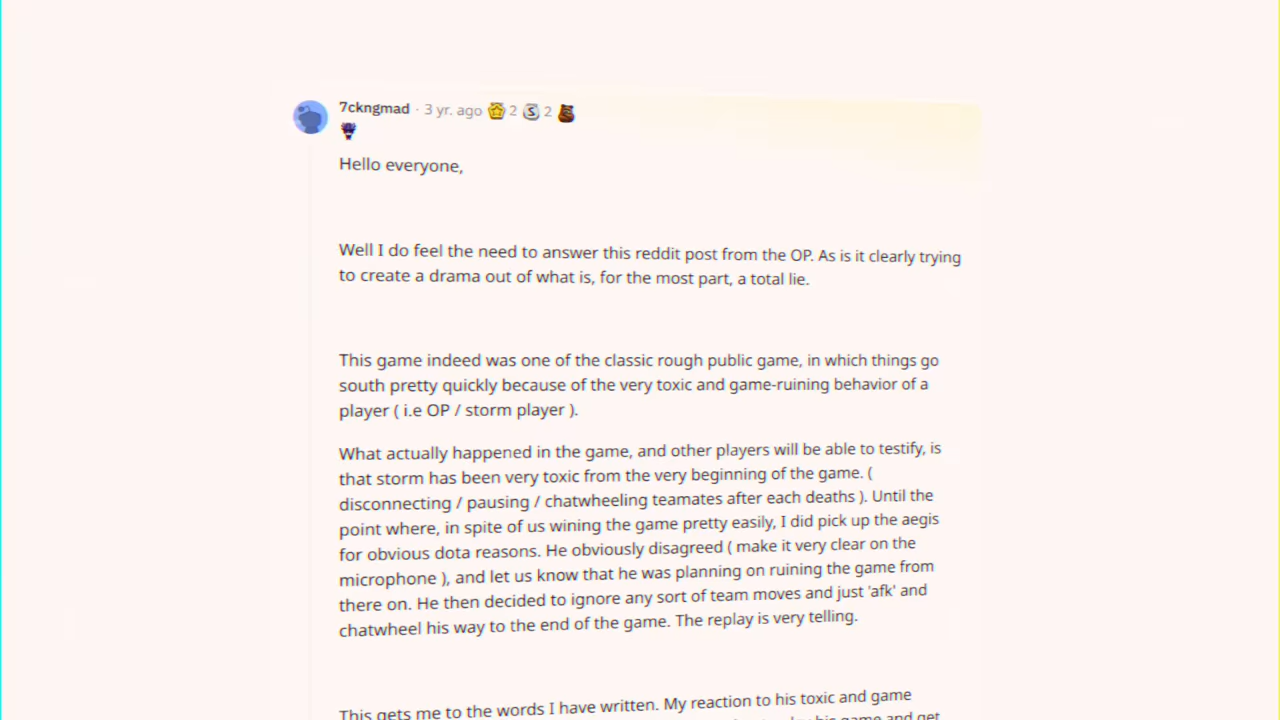 7ckngmad · 3 yr. ago 2 S 2
Hello everyone,
Well I do feel the need to answer this reddit post from the OP. As is it clearly trying
to create a drama out of what is, for the most part, a total lie.
This game indeed was one of the classic rough public game, in which things go
south pretty quickly because of the very toxic and game-ruining behavior of a
player ( i.e OP / storm player ).
What actually happened in the game, and other players will be able to testify, is
that storm has been very toxic from the very beginning of the game. (
disconnecting / pausing / chatwheeling teamates after each deaths ). Until the
point where, in spite of us wining the game pretty easily, I did pick up the aegis
for obvious dota reasons. He obviously disagreed ( make it very clear on the
microphone ), and let us know that he was planning on ruining the game from
there on. He then decided to ignore any sort of team moves and just 'afk' and
chatwheel his way to the end of the game. The replay is very telling.
This gets me to the words I have written. My reaction to his toxic and game
his game and get